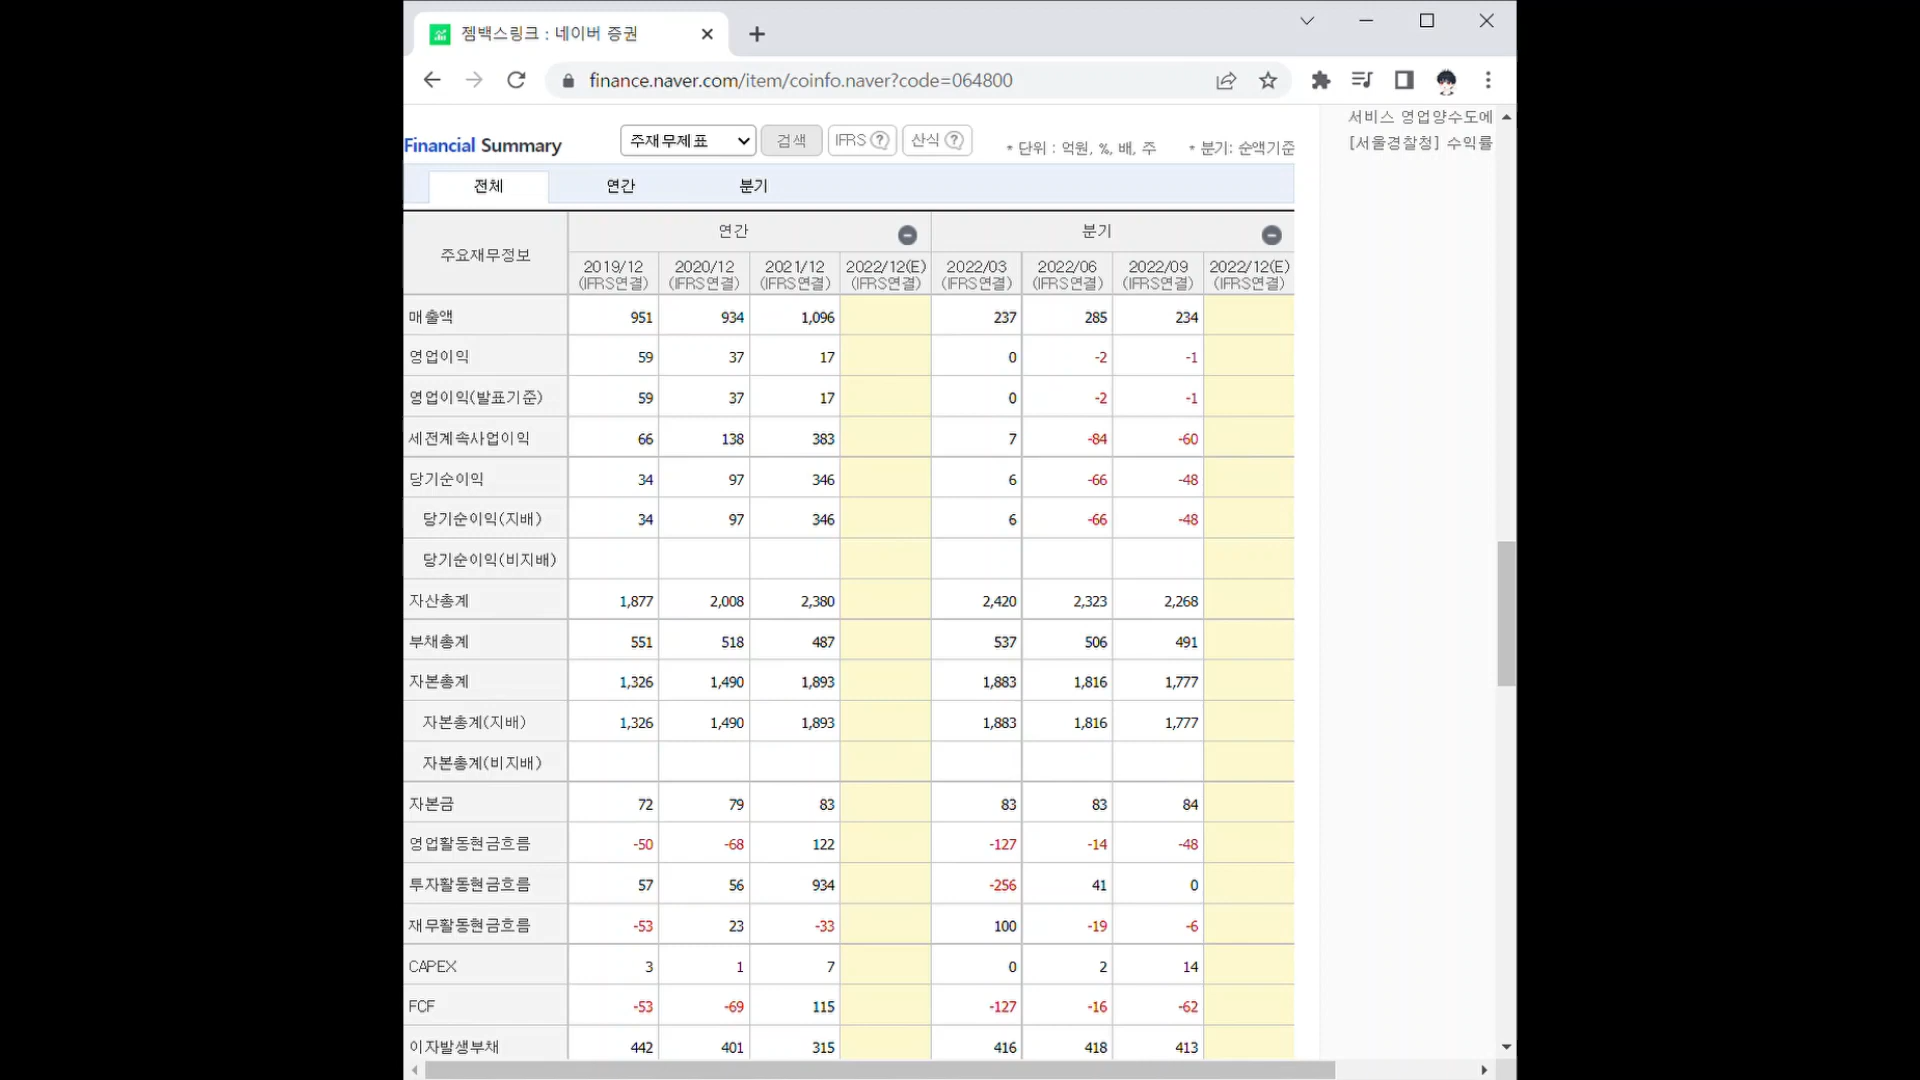 젬백스링크 : 네이버 증권
finance.naver.com/item/coinfo.naver?code=064800
서비스 영업양수도에
[서울경찰청] 수익률
Financial Summary 주재무제표 검색 IFRS ? 산식 ? * 단위 : 억원, %, 배, 주 * 분기: 순액기준
전체 연간 분기
주요재무정보 연간 분기
2019/12 2020/12 2021/12 2022/12(E) 2022/03 2022/06 2022/09 2022/12(E)
(IFRS연결) (IFRS연결) (IFRS연결) (IFRS연결) (IFRS연결) (IFRS연결) (IFRS연결) (IFRS연결)
매출액 951 934 1,096 237 285 234
영업이익 59 37 17 0 -2 -1
영업이익(발표기준) 59 37 17 0 -2 -1
세전계속사업이익 66 138 383 7 -84 -60
당기순이익 34 97 346 6 -66 -48
당기순이익(지배) 34 97 346 6 -66 -48
당기순이익(비지배)
자산총계 1,877 2,008 2,380 2,420 2,323 2,268
부채총계 551 518 487 537 506 491
자본총계 1,326 1,490 1,893 1,883 1,816 1,777
자본총계(지배) 1,326 1,490 1,893 1,883 1,816 1,777
자본총계(비지배)
자본금 72 79 83 83 83 84
영업활동현금흐름 -50 -68 122 -127 -14 -48
투자활동현금흐름 57 56 934 -256 41 0
재무활동현금흐름 -53 23 -33 100 -19 -6
CAPEX 3 1 7 0 2 14
FCF -53 -69 115 -127 -16 -62
이자발생부채 442 401 315 416 418 413